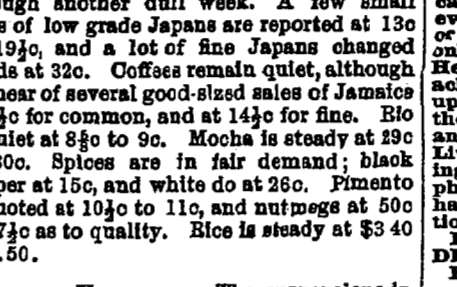 another dull week. A few small
s of low grade Japans are reported at 13c
19½c, and a lot of fine Japans changed
ds at 32c. Coffees remain quiet, although
hear of several good-sized sales of Jamaica
½c for common, and at 14½c for fine. Rio
uiet at 8¾c to 9c. Mocha is steady at 29c
30c. Spices are in fair demand; black
per at 15c, and white do at 26c. Pimento
uoted at 10½c to 11c, and nutmegs at 50c
7½c as to quality. Rice is steady at $3 40
.50.